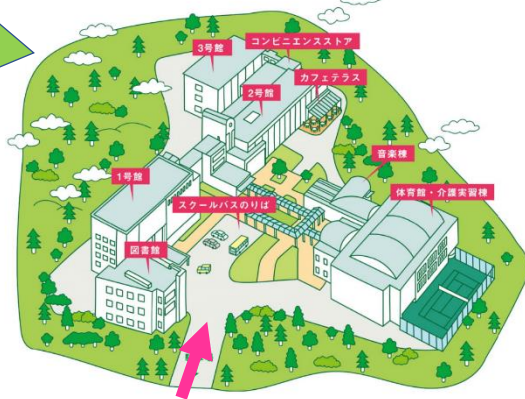 3号館
コンビニエンスストア
2号館
カフェテラス
音楽棟
1号館
体育館・介護実習棟
スクールバスのりば
図書館